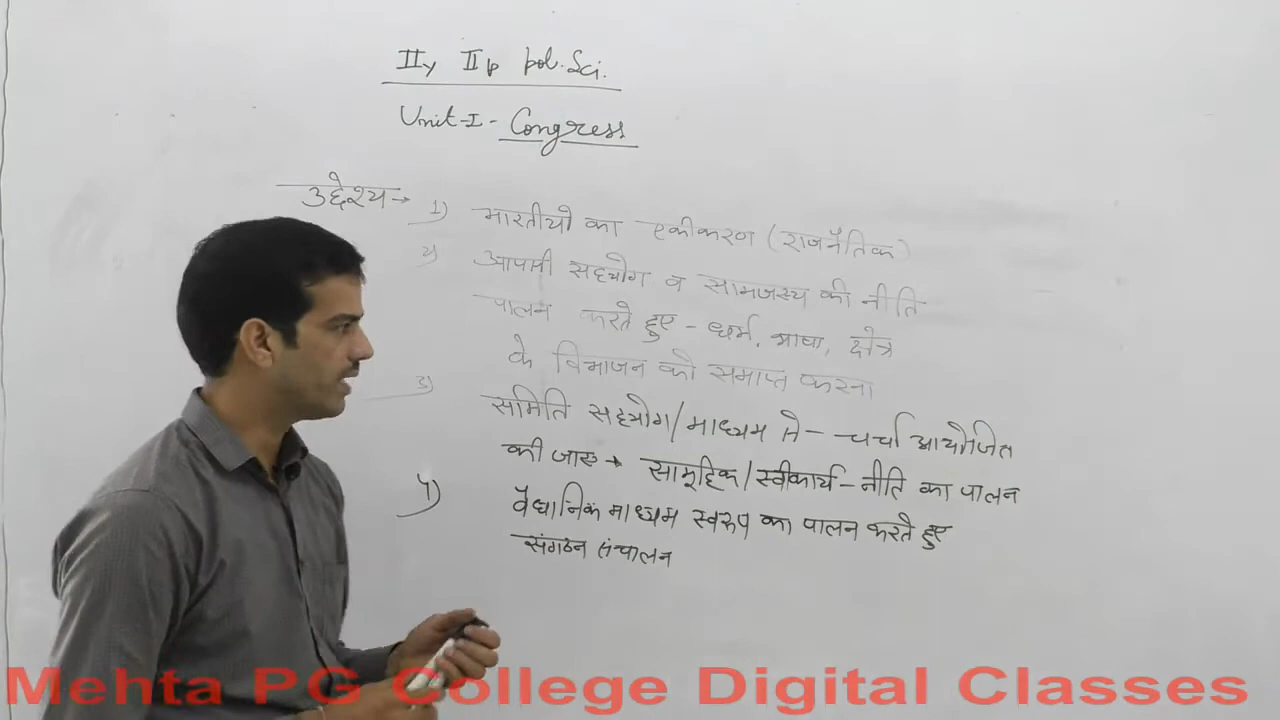 IIy IIp pol. Sci.
Unit-I - Congress
उद्देश्य → 1) भारतीयो का एकीकरण (राजनैतिक)
2) आपसी सहयोग व सामजस्य की नीति
पालन करते हुए - धर्म, भाषा, क्षेत्र
के विभाजन को समाप्त करना
3) समिति सहयोग/माध्यम से - चर्चा आयोजित
की जाए → सामूहिक/स्वीकार्य - नीति का पालन
4) वैधानिक माध्यम स्वरूप का पालन करते हुए
संगठन संचालन
Mehta PG College Digital Classes